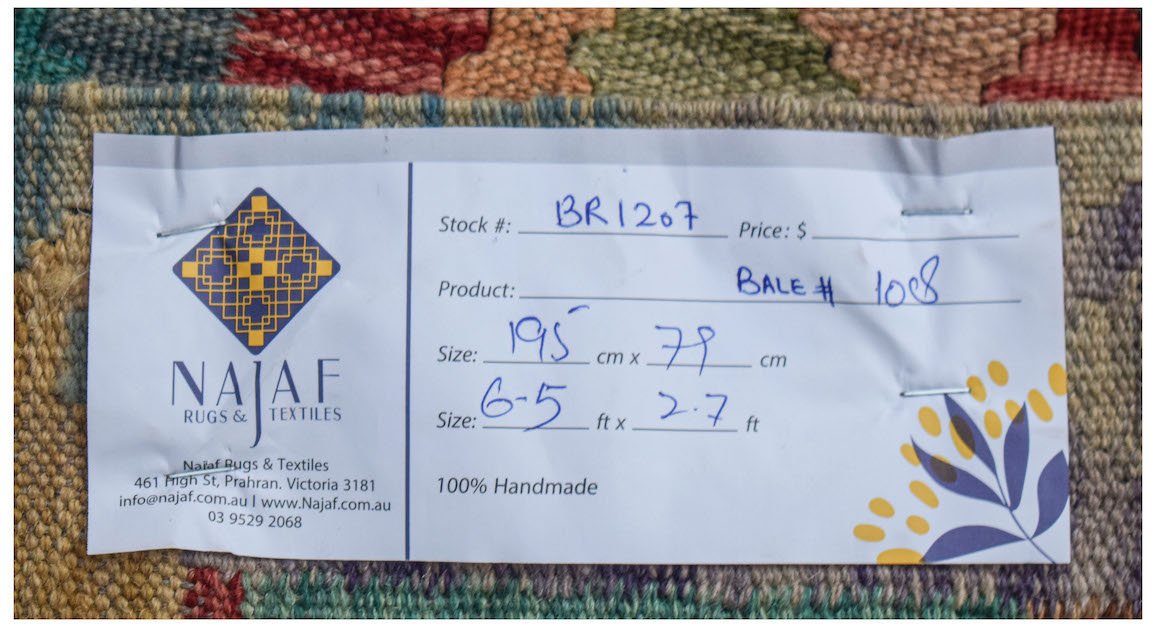 NAJAF
RUGS & TEXTILES
Najaf Rugs & Textiles
461 High St, Prahran. Victoria 3181
info@najaf.com.au | www.Najaf.com.au
03 9529 2068
Stock #: BR1207 Price: $
Product: BALE # 108
Size: 195 cm x 79 cm
Size: 6-5 ft x 2.7 ft
100% Handmade